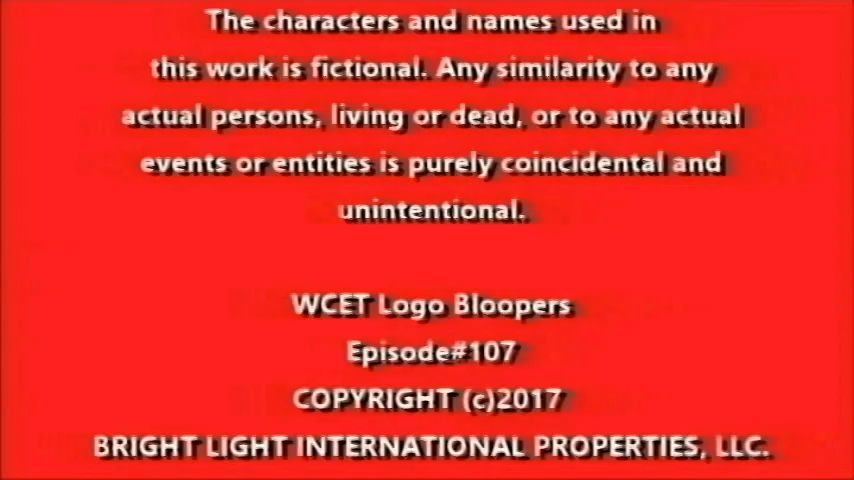 The characters and names used in
this work is fictional. Any similarity to any
actual persons, living or dead, or to any actual
events or entities is purely coincidental and
unintentional.
WCET Logo Bloopers
Episode#107
COPYRIGHT (c)2017
BRIGHT LIGHT INTERNATIONAL PROPERTIES, LLC.